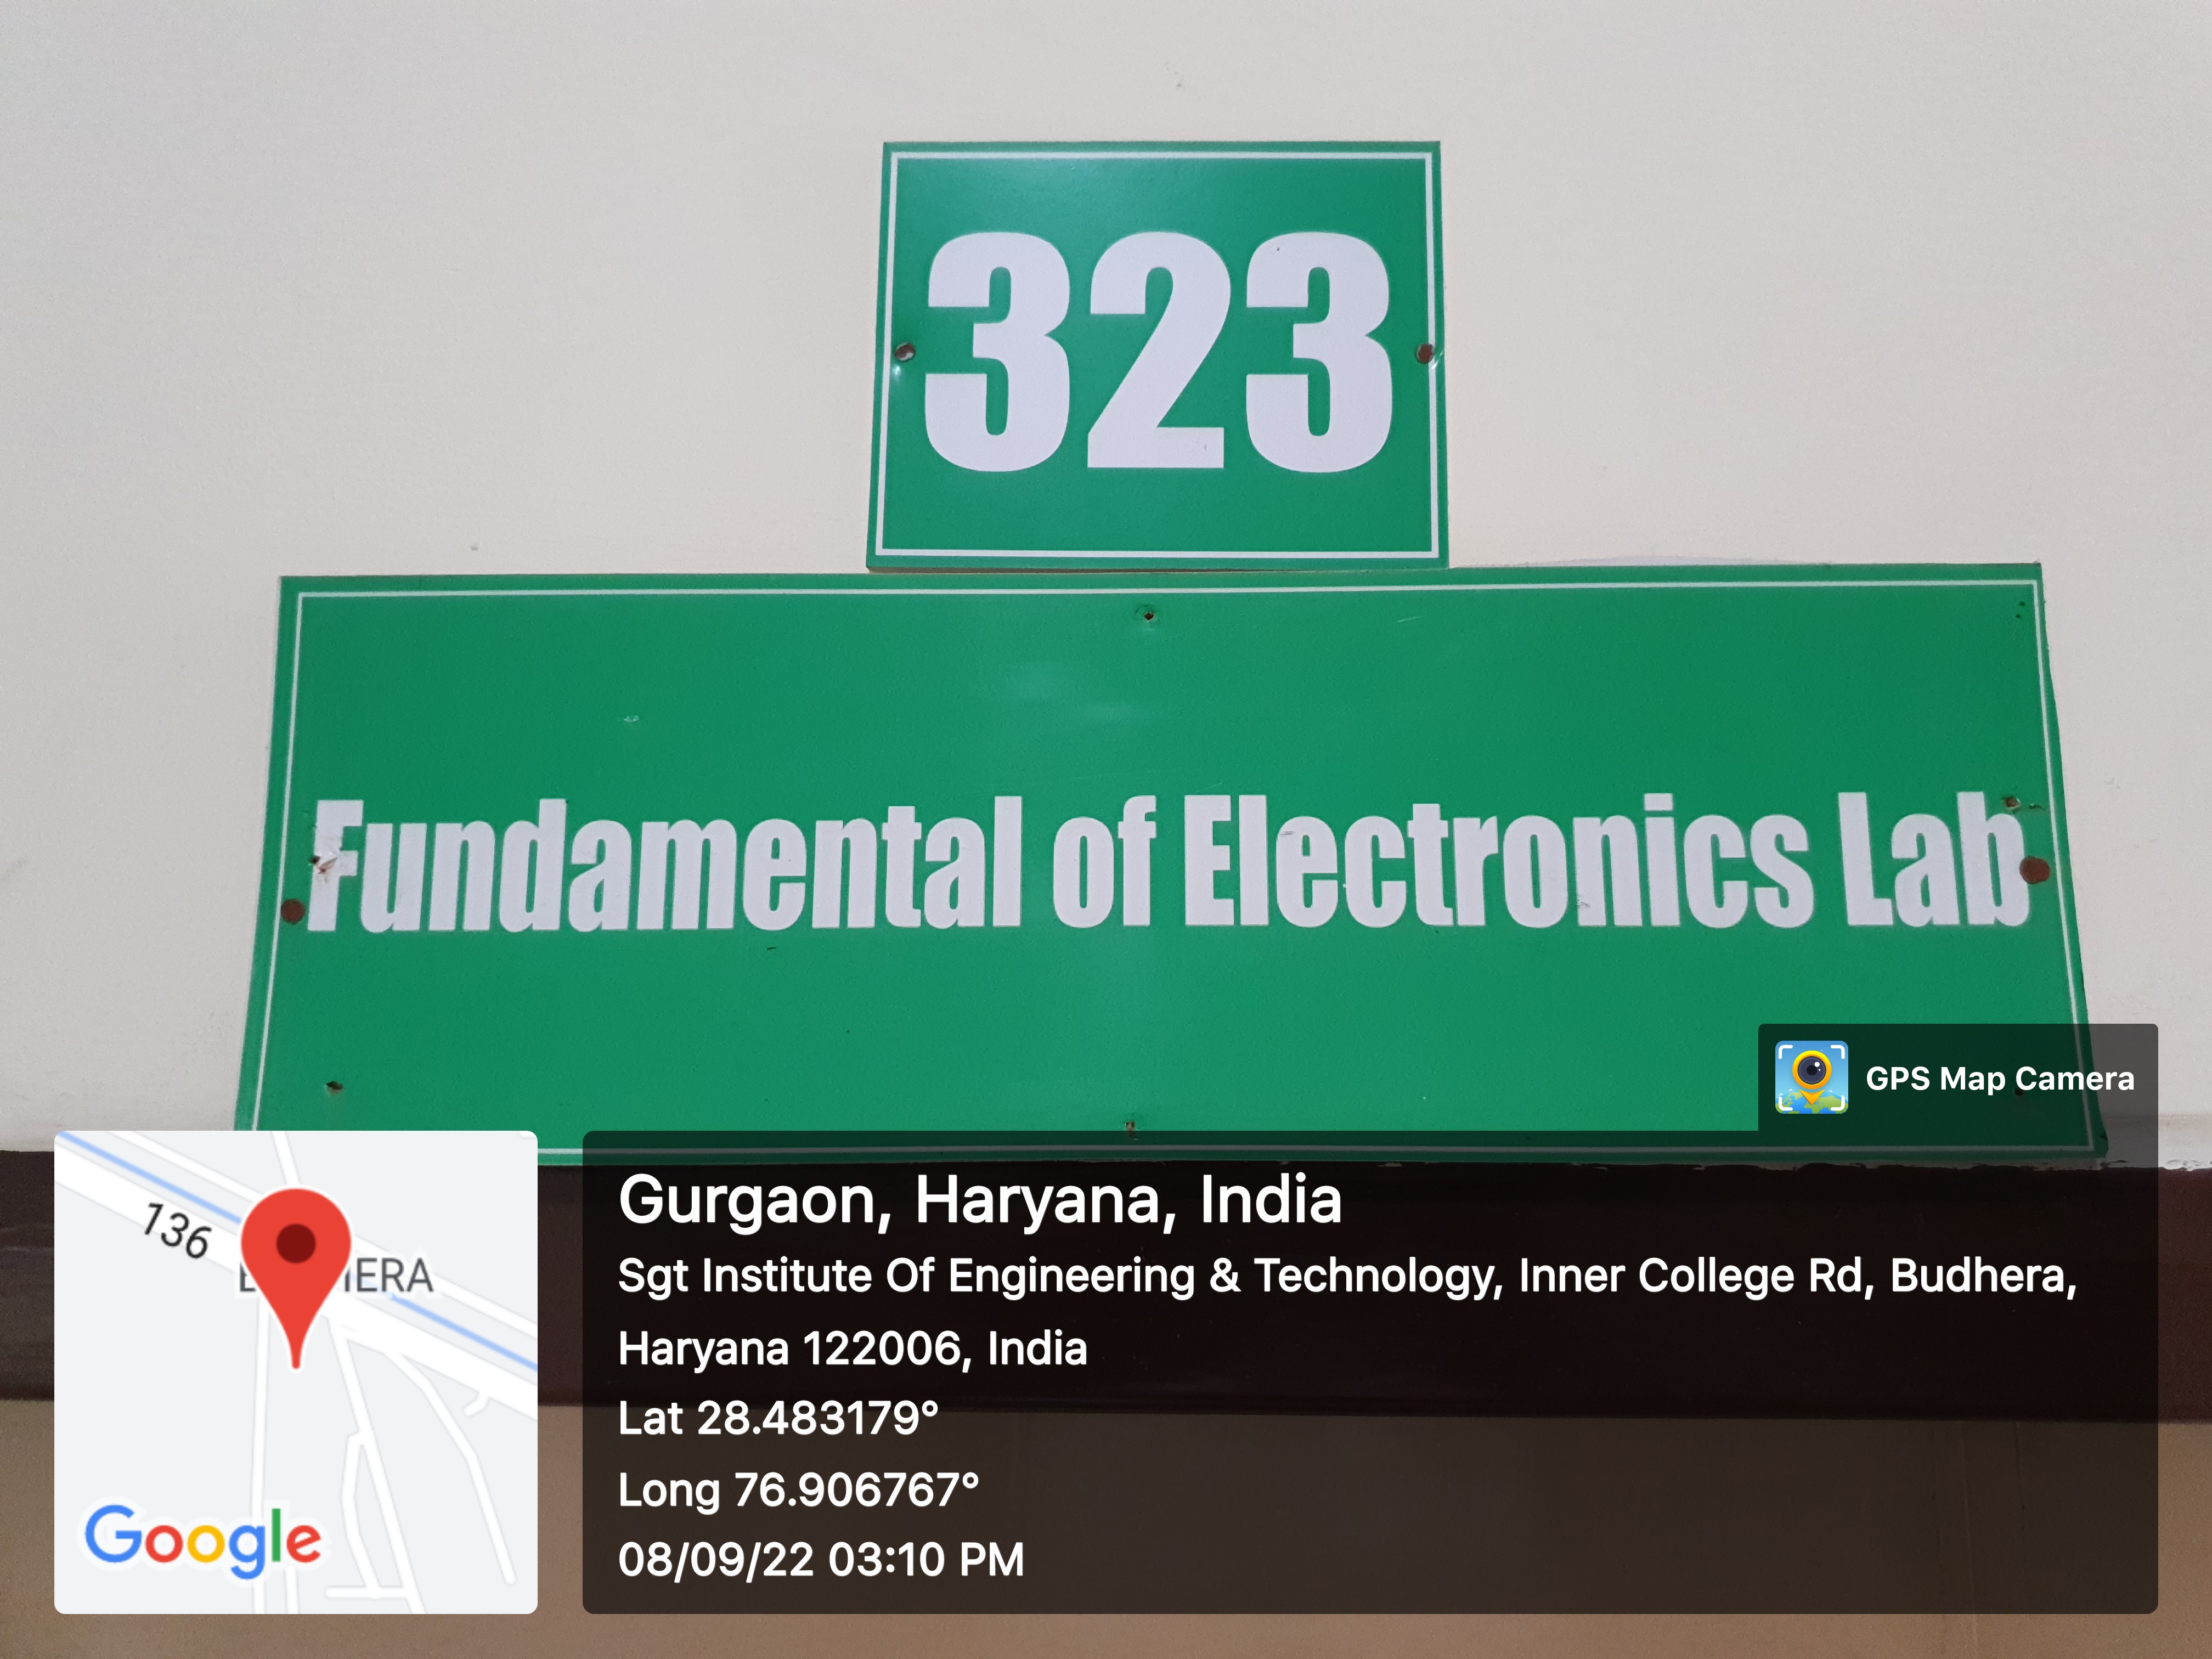 323
Fundamental of Electronics Lab
GPS Map Camera
136
Google
Gurgaon, Haryana, India
Sgt Institute Of Engineering & Technology, Inner College Rd, Budhera,
Haryana 122006, India
Lat 28.483179°
Long 76.906767°
08/09/22 03:10 PM